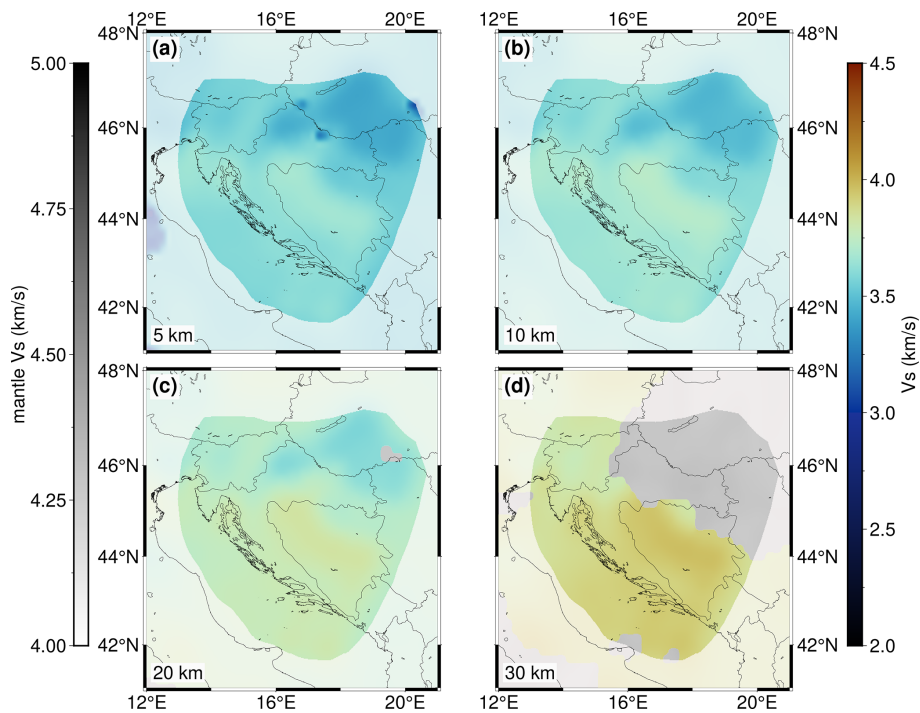 12°E 16°E 20°E 12°E 16°E 20°E
(a) 48°N (b) 48°N
5.00 4.5
46°N 46°N
4.75 4.0
44°N 44°N
42°N 42°N
5 km 10 km
mantle Vs (km/s) 4.50 3.5 Vs (km/s)
(c) (d)
3.0
46°N 46°N
4.25 2.5
44°N 44°N
4.00 42°N 42°N 2.0
20 km 30 km
12°E 16°E 20°E 12°E 16°E 20°E